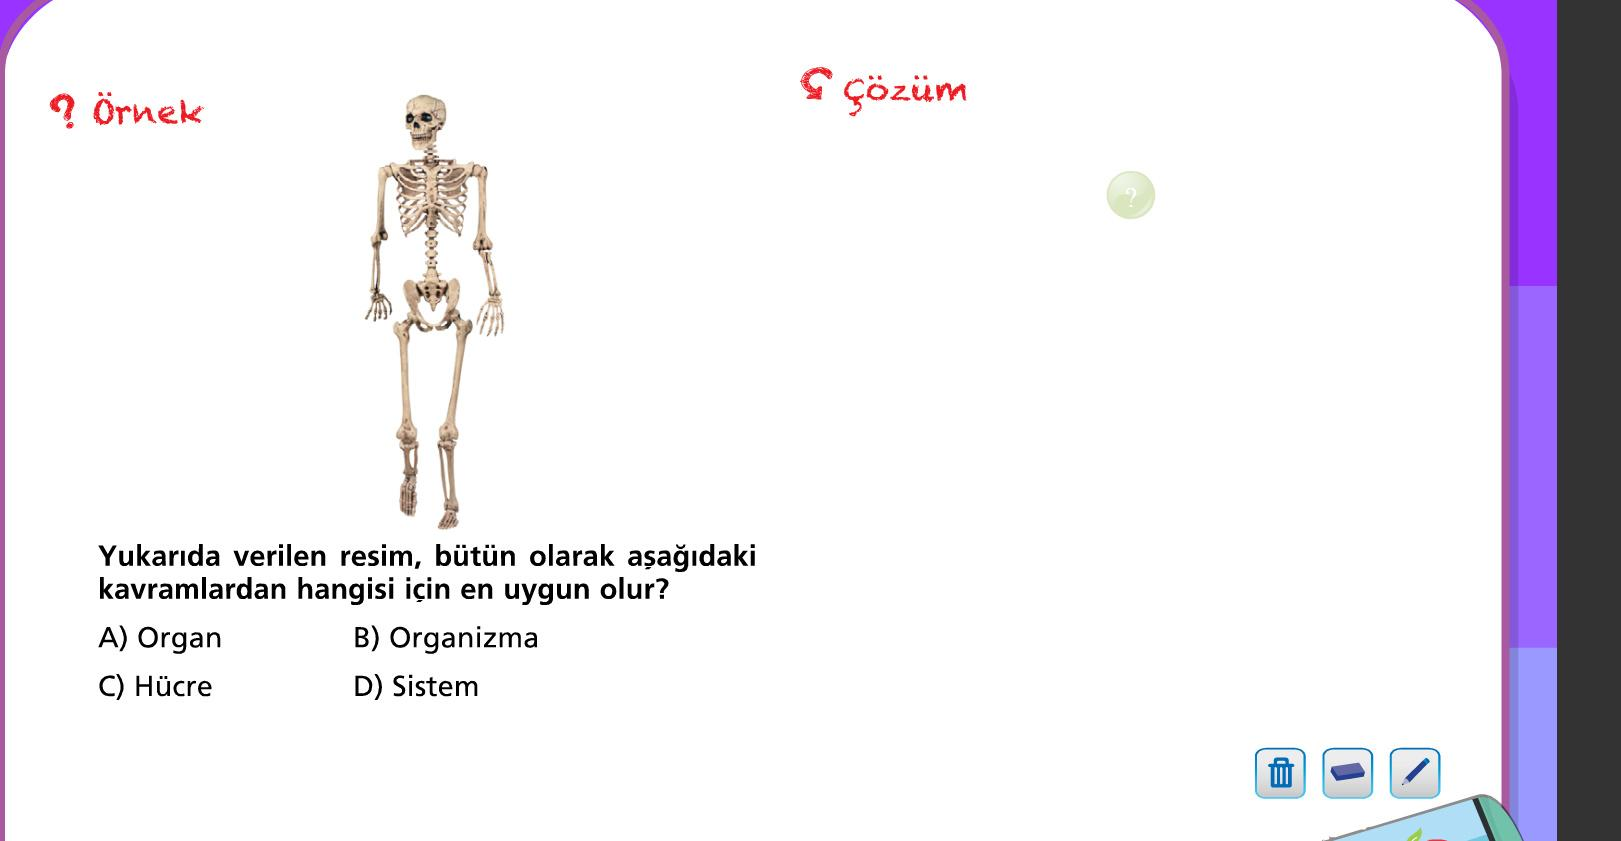 ? Örnek
Yukarıda verilen resim, bütün olarak aşağıdaki
kavramlardan hangisi için en uygun olur?
A) Organ B) Organizma
C) Hücre D) Sistem
Çözüm
?